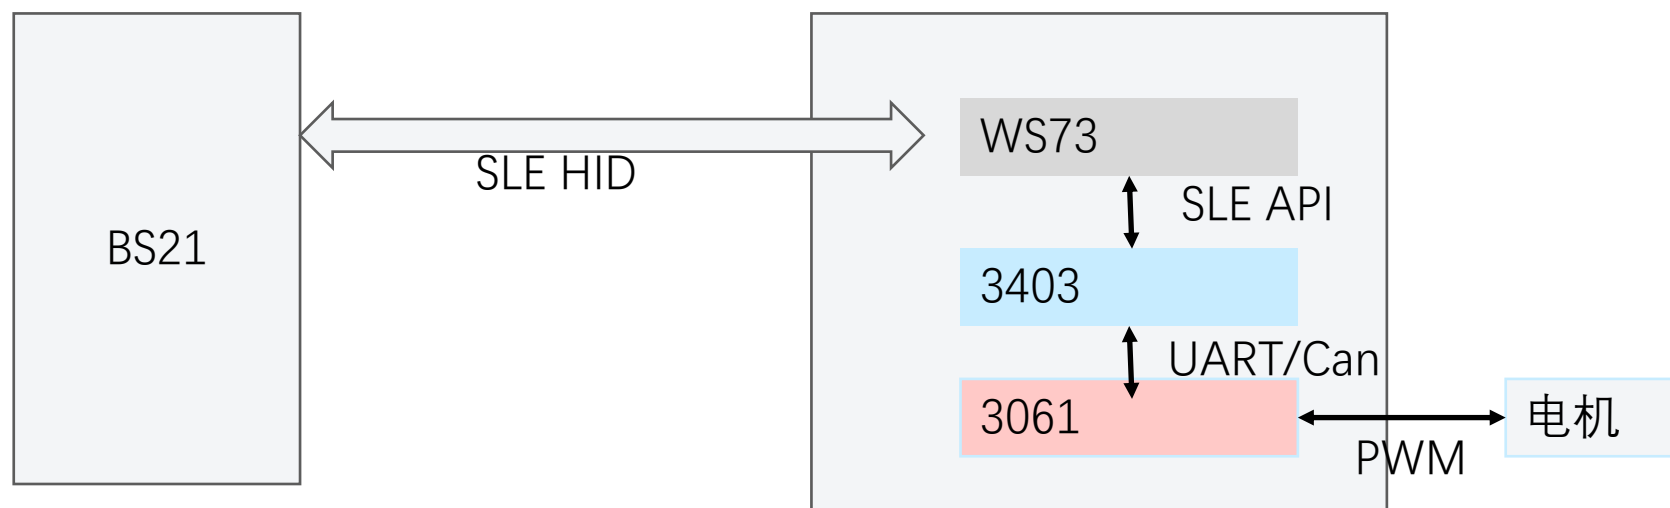 WS73
SLE HID
SLE API
BS21
3403
UART/Can
3061
电机
PWM